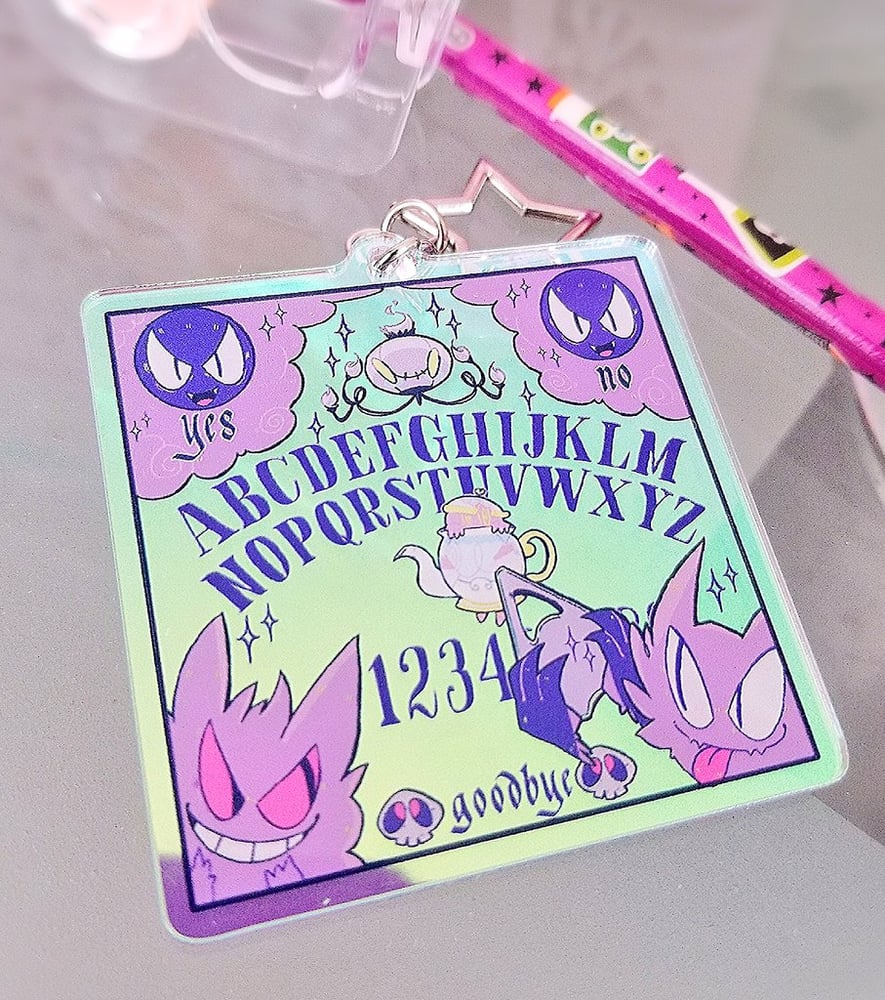 yes
no
ABCDEFGHIJKLM
NOPQRSTUVWXYZ
1234
goodbye